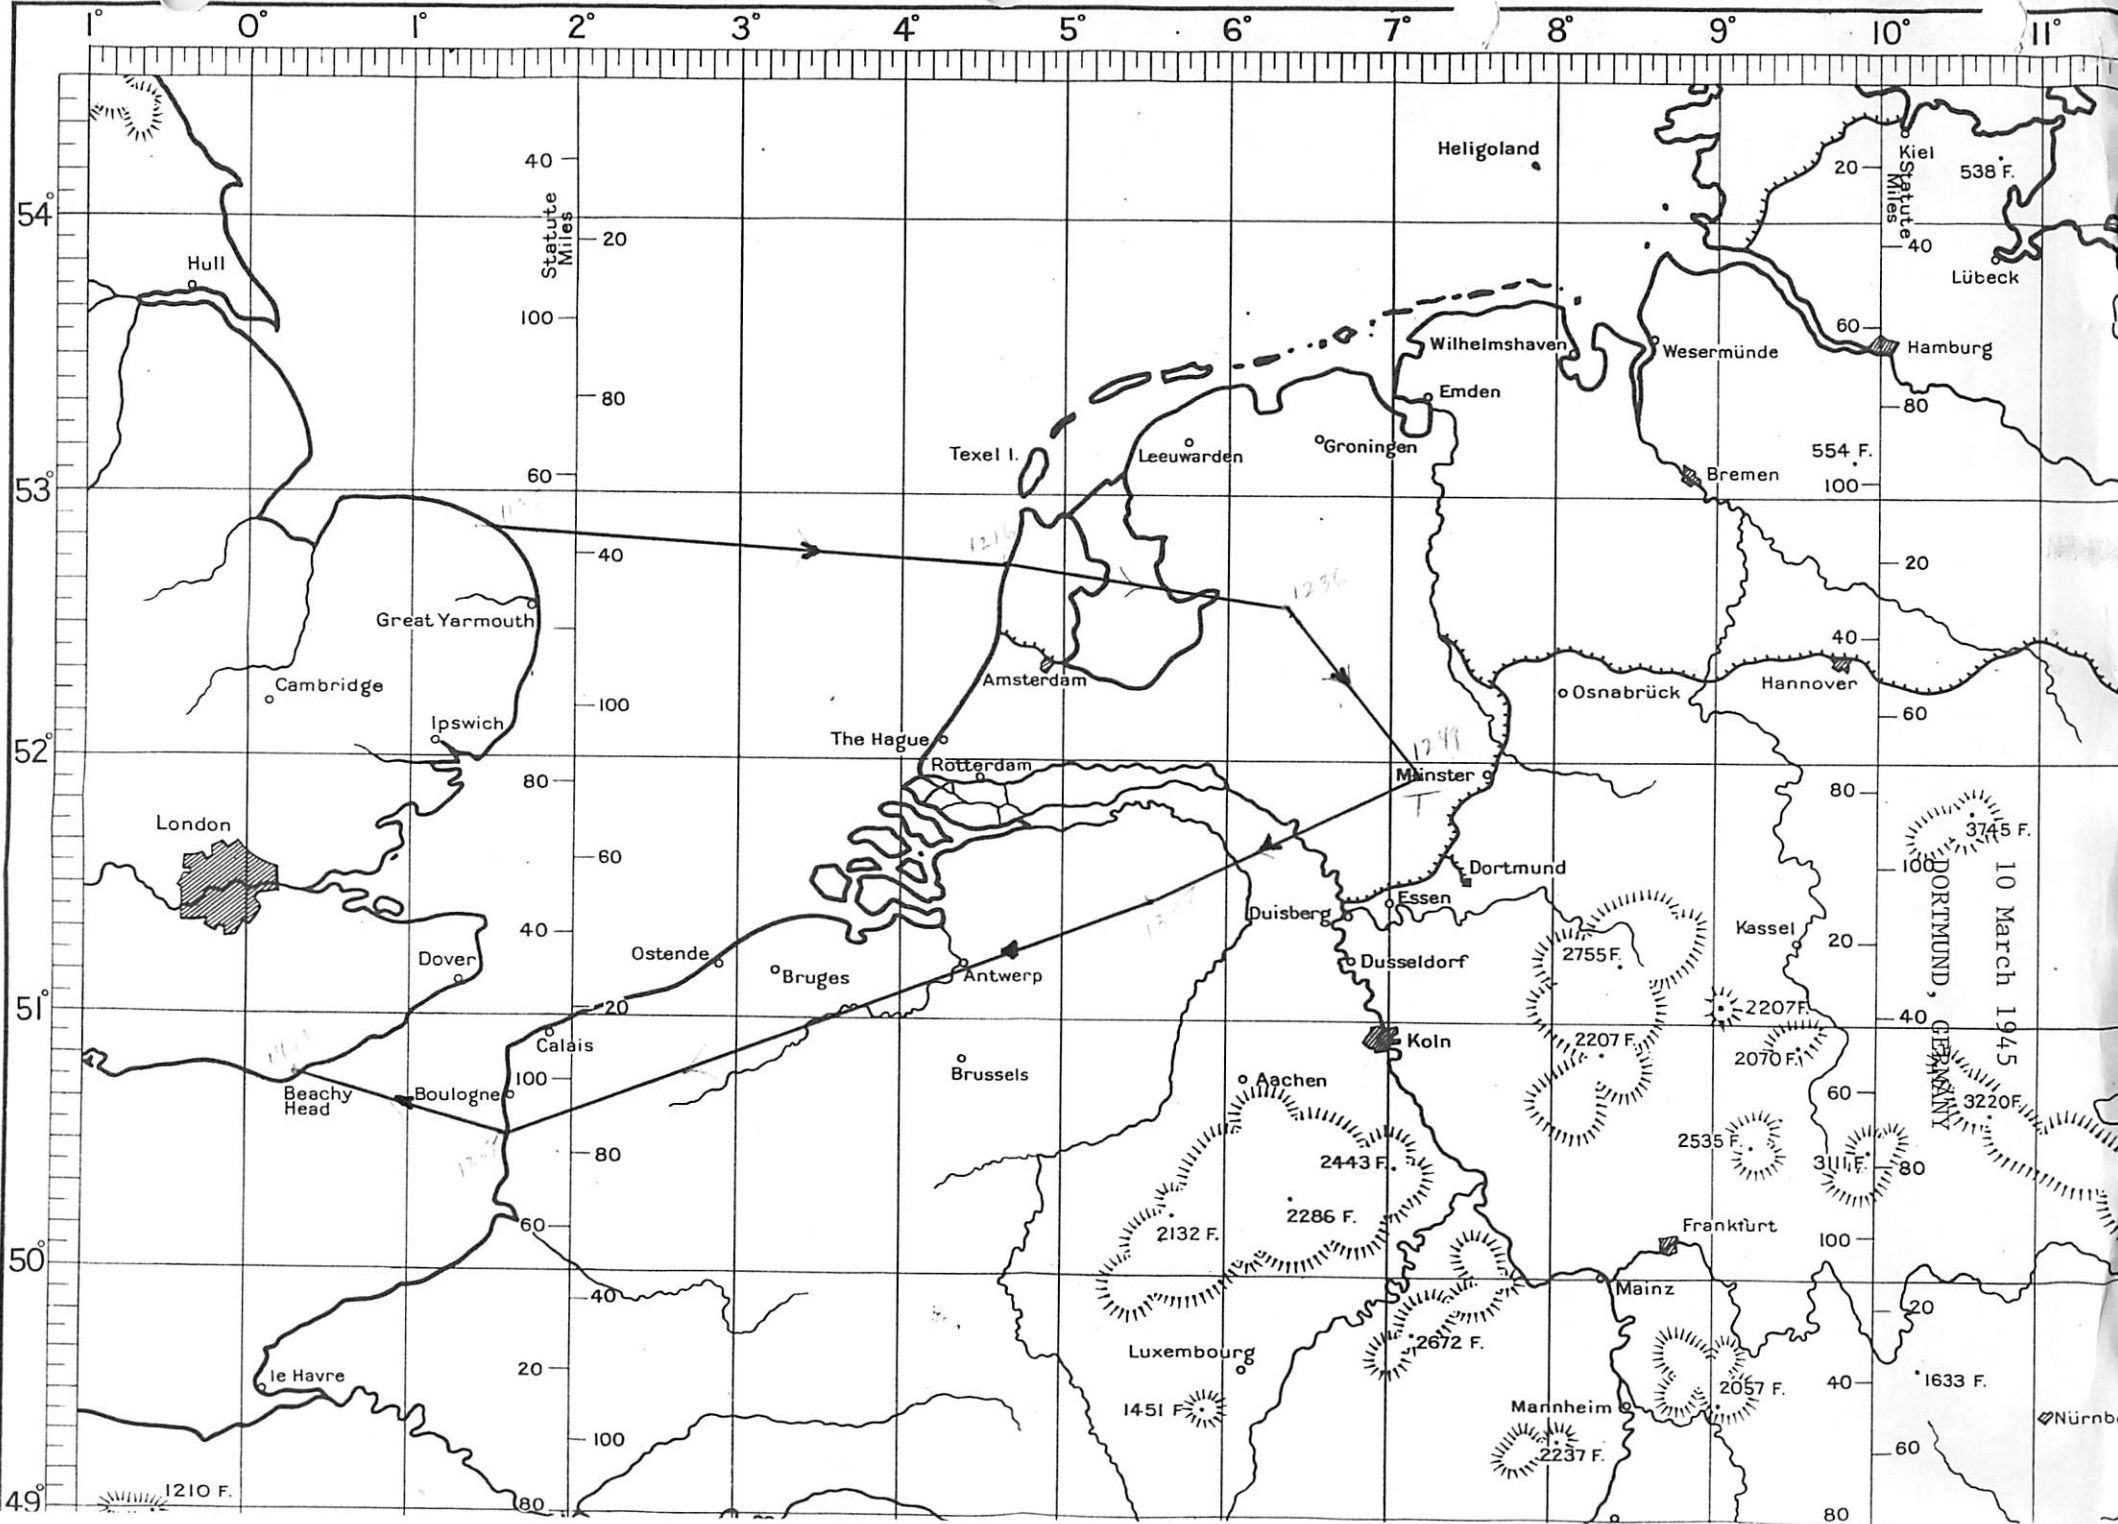 1° 0° 1° 2° 3° 4° 5° 6° 7° 8° 9° 10° 11°
54°
53°
52°
51°
50°
49°
Heligoland
Kiel
538 F.
Statute
Miles
Statute
Miles
40
20
100
80
60
40
100
80
60
40
20
100
80
60
40
20
100
80
20
40
60
80
100
20
40
60
80
100
20
40
60
80
100
20
40
60
80
Hull
Lübeck
Wilhelmshaven
Wesermünde
Hamburg
Emden
Texel I.
Leeuwarden
Groningen
554 F.
Bremen
1216
1236
Great Yarmouth
Cambridge
Amsterdam
Osnabrück
Hannover
Ipswich
The Hague
Rotterdam
1249
Münster
T
London
3745 F.
Dortmund
Essen
Duisberg
Kassel
Dover
Ostende
Bruges
Antwerp
Dusseldorf
2755 F.
2207 F.
Calais
Koln
2207 F.
2070 F.
Brussels
Aachen
Beachy
Head
Boulogne
3220 F.
2535 F.
2443 F.
3111 F.
2286 F.
2132 F.
Frankfurt
Mainz
Luxembourg
2672 F.
le Havre
1633 F.
2057 F.
1451 F
Mannheim
2237 F.
1210 F.
10 March 1945
DORTMUND, GERMANY